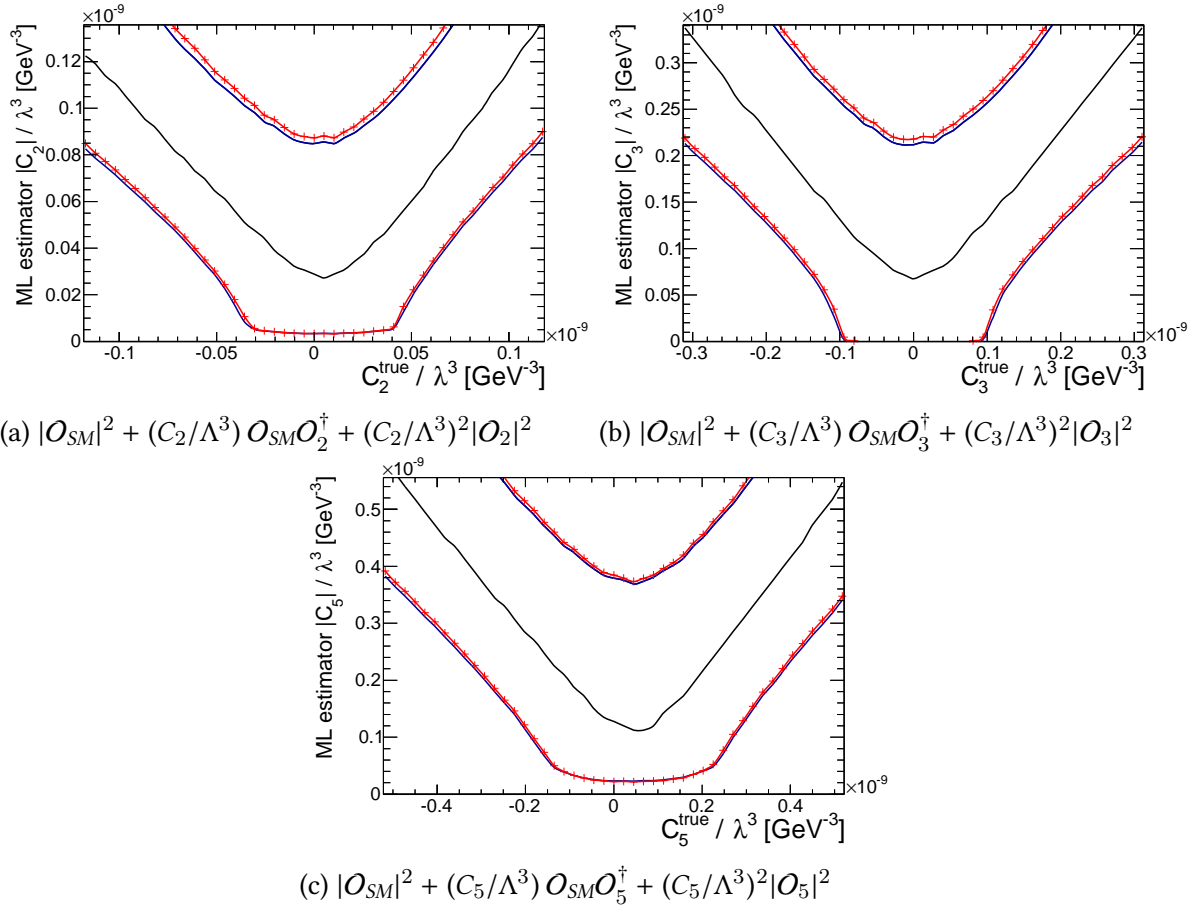 ×10⁻⁹ ×10⁻⁹
ML estimator |C₂| / λ³ [GeV⁻³]
0.12
0.1
0.08
0.06
0.04
0.02
0
-0.1 -0.05 0 0.05 0.1
×10⁻⁹
C₂ᵗʳᵘᵉ / λ³ [GeV⁻³]
ML estimator |C₃| / λ³ [GeV⁻³]
0.3
0.25
0.2
0.15
0.1
0.05
0
-0.3 -0.2 -0.1 0 0.1 0.2 0.3
×10⁻⁹
C₃ᵗʳᵘᵉ / λ³ [GeV⁻³]
(a) |O_SM|² + (C₂/Λ³) O_SM O₂† + (C₂/Λ³)²|O₂|²
(b) |O_SM|² + (C₃/Λ³) O_SM O₃† + (C₃/Λ³)²|O₃|²
×10⁻⁹
ML estimator |C₅| / λ³ [GeV⁻³]
0.5
0.4
0.3
0.2
0.1
0
-0.4 -0.2 0 0.2 0.4
×10⁻⁹
C₅ᵗʳᵘᵉ / λ³ [GeV⁻³]
(c) |O_SM|² + (C₅/Λ³) O_SM O₅† + (C₅/Λ³)²|O₅|²